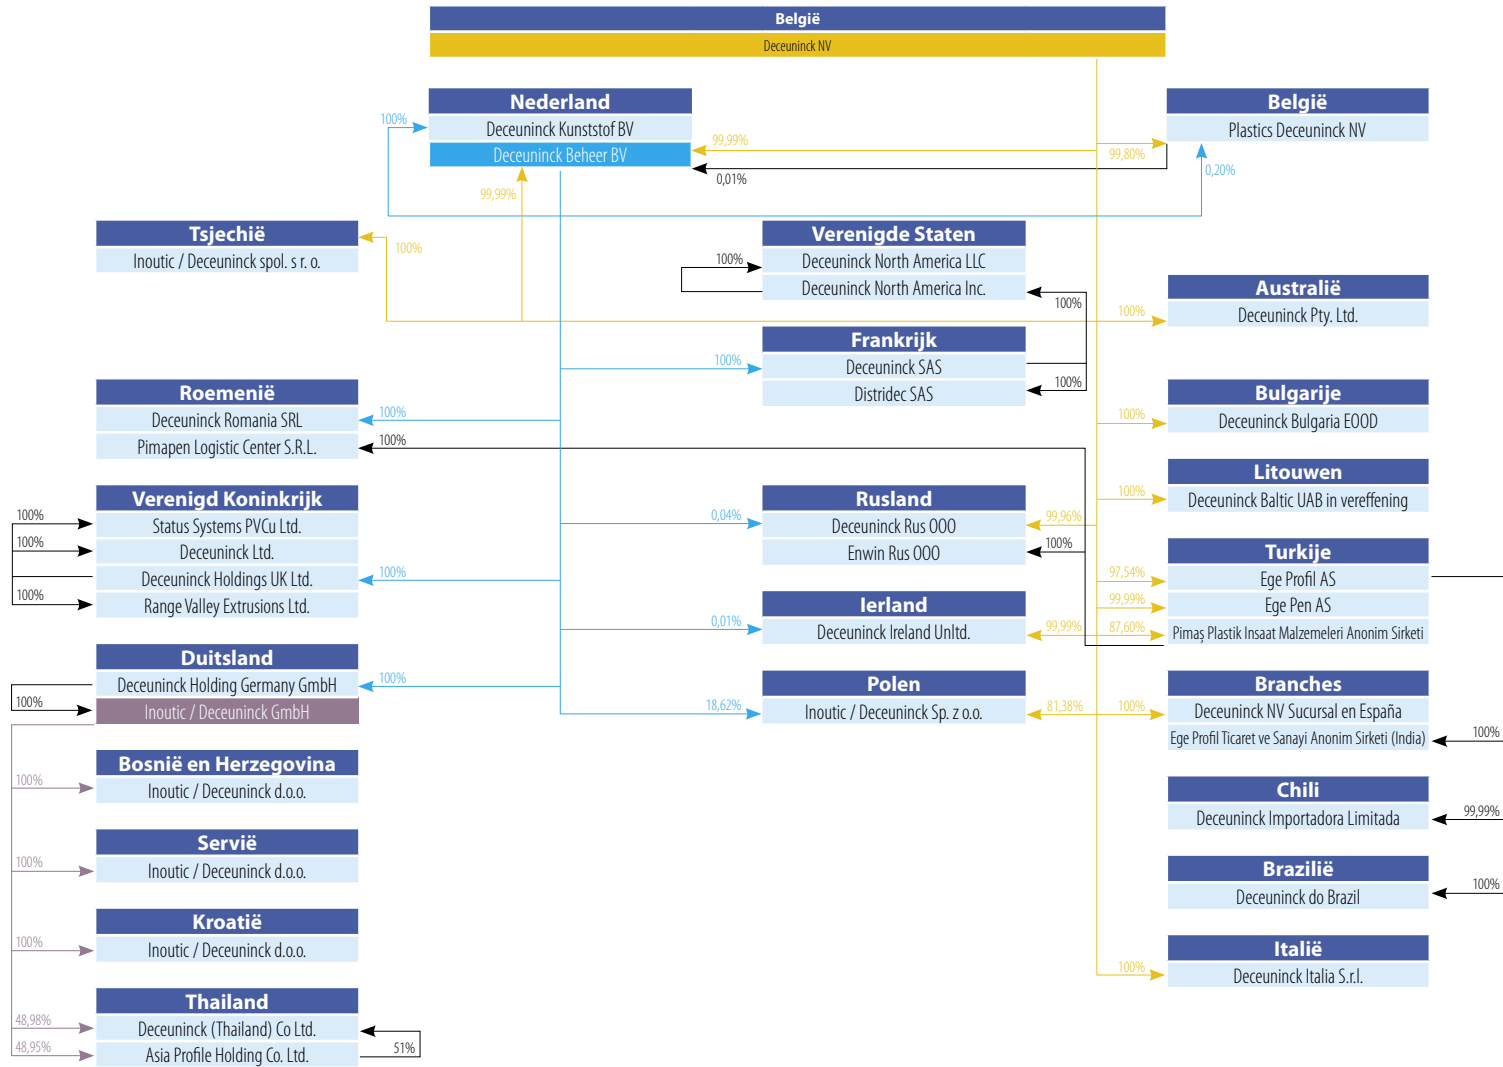 België
Deceuninck NV
Nederland
Deceuninck Kunststof BV
Deceuninck Beheer BV
België
Plastics Deceuninck NV
100%
99,99%
99,80%
0,01%
0,20%
99,99%
Tsjechië
Inoutic / Deceuninck spol. s r. o.
100%
Verenigde Staten
Deceuninck North America LLC
Deceuninck North America Inc.
100%
100%
Australië
Deceuninck Pty. Ltd.
100%
Frankrijk
Deceuninck SAS
Distridec SAS
100%
100%
Roemenië
Deceuninck Romania SRL
Pimapen Logistic Center S.R.L.
100%
100%
Bulgarije
Deceuninck Bulgaria EOOD
100%
Litouwen
Deceuninck Baltic UAB in vereffening
100%
Verenigd Koninkrijk
Status Systems PVCu Ltd.
Deceuninck Ltd.
Deceuninck Holdings UK Ltd.
Range Valley Extrusions Ltd.
100%
100%
100%
100%
Rusland
Deceuninck Rus OOO
Enwin Rus OOO
0,04%
99,96%
100%
Turkije
Ege Profil AS
Ege Pen AS
Pimaş Plastik Insaat Malzemeleri Anonim Sirketi
97,54%
99,99%
87,60%
Ierland
Deceuninck Ireland Unltd.
0,01%
99,99%
Duitsland
Deceuninck Holding Germany GmbH
Inoutic / Deceuninck GmbH
100%
100%
Polen
Inoutic / Deceuninck Sp. z o.o.
18,62%
81,38%
Branches
Deceuninck NV Sucursal en España
Ege Profil Ticaret ve Sanayi Anonim Sirketi (India)
100%
100%
Bosnië en Herzegovina
Inoutic / Deceuninck d.o.o.
100%
Chili
Deceuninck Importadora Limitada
99,99%
Servië
Inoutic / Deceuninck d.o.o.
100%
Brazilië
Deceuninck do Brazil
100%
Kroatië
Inoutic / Deceuninck d.o.o.
100%
Italië
Deceuninck Italia S.r.l.
100%
Thailand
Deceuninck (Thailand) Co Ltd.
Asia Profile Holding Co. Ltd.
48,98%
48,95%
51%